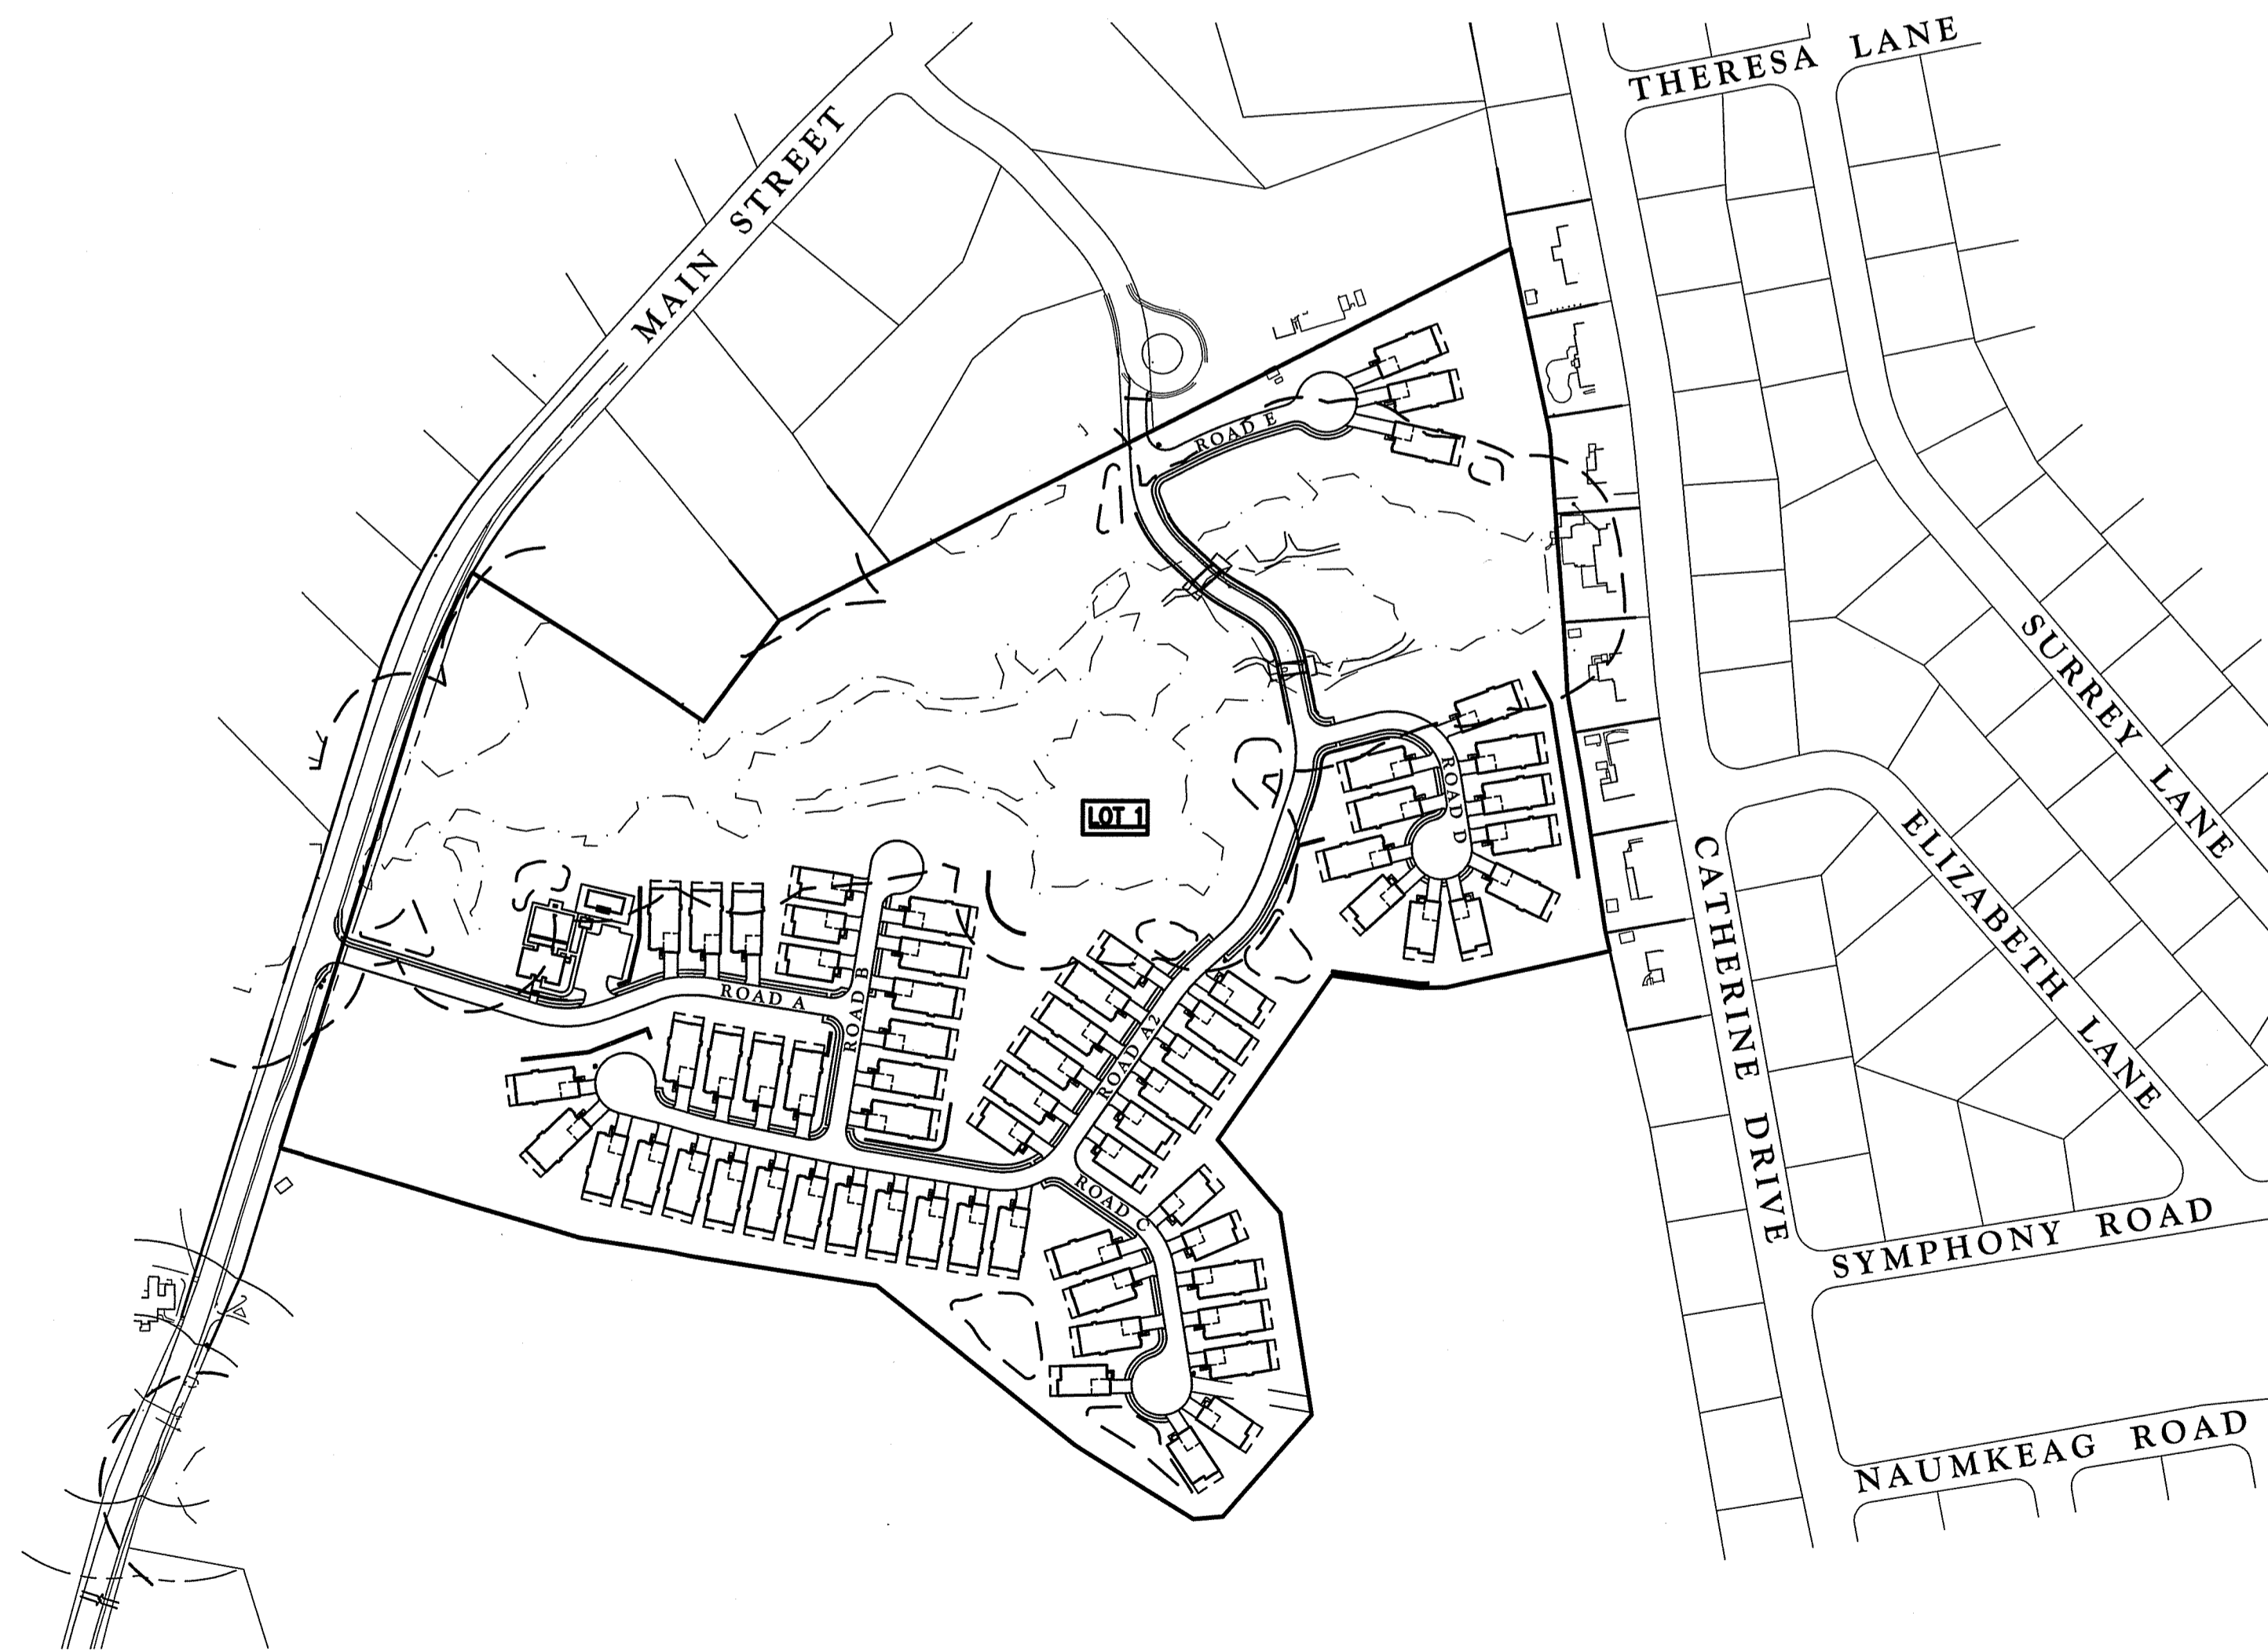 THERESA LANE
MAIN STREET
ROAD E
SURREY LANE
ROAD D
LOT 1
ELIZABETH LANE
CATHERINE DRIVE
ROAD A
ROAD B
ROAD A2
ROAD C
SYMPHONY ROAD
NAUMKEAG ROAD